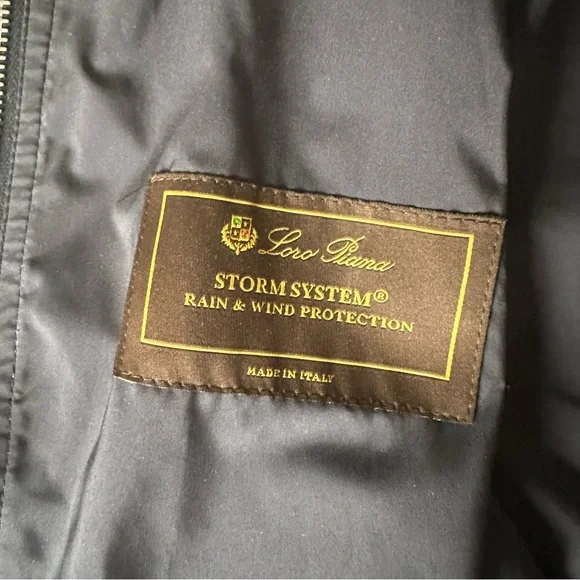 Loro Piana
STORM SYSTEM®
RAIN & WIND PROTECTION
MADE IN ITALY